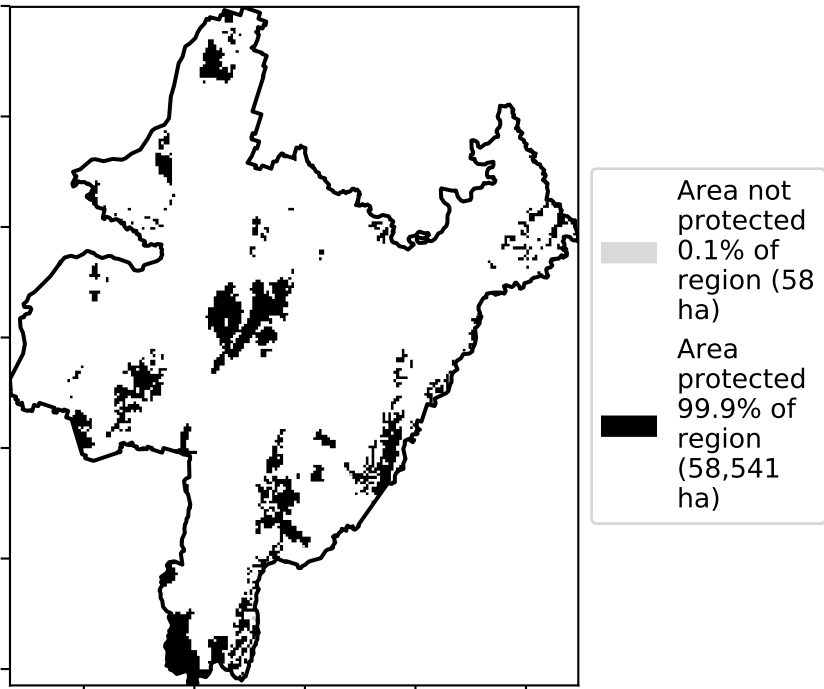 Area not
protected
0.1% of
region (58
ha)
Area
protected
99.9% of
region
(58,541
ha)